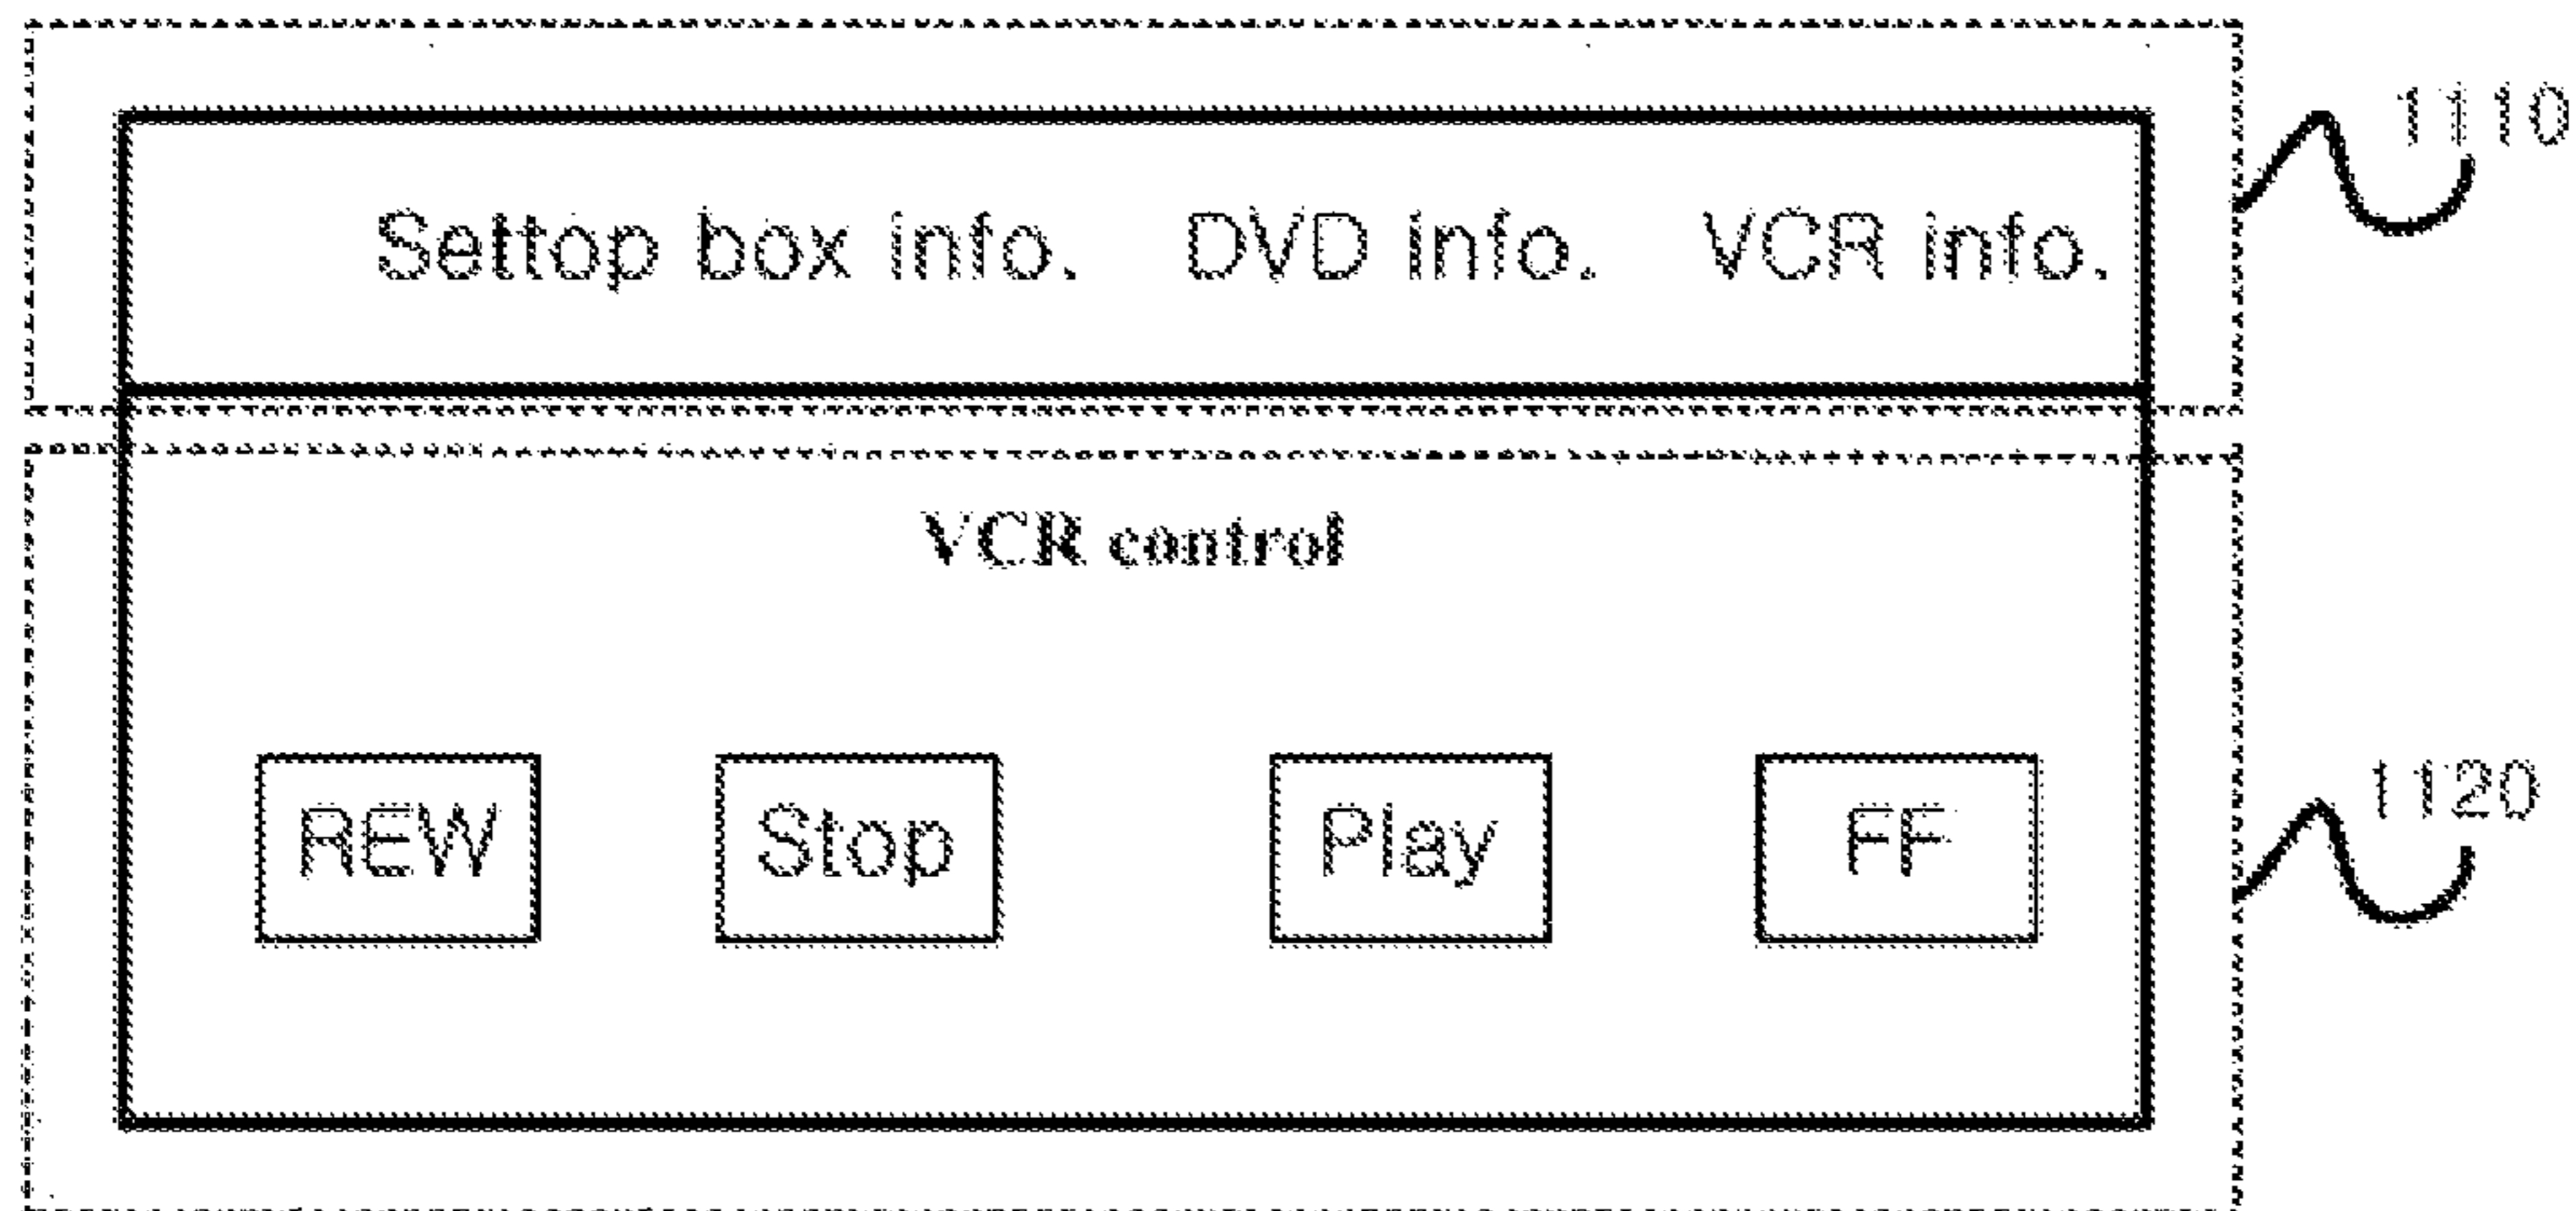 1110
Settop box info. DVD info. VCR info.
VCR control
1120
REW Stop Play FF